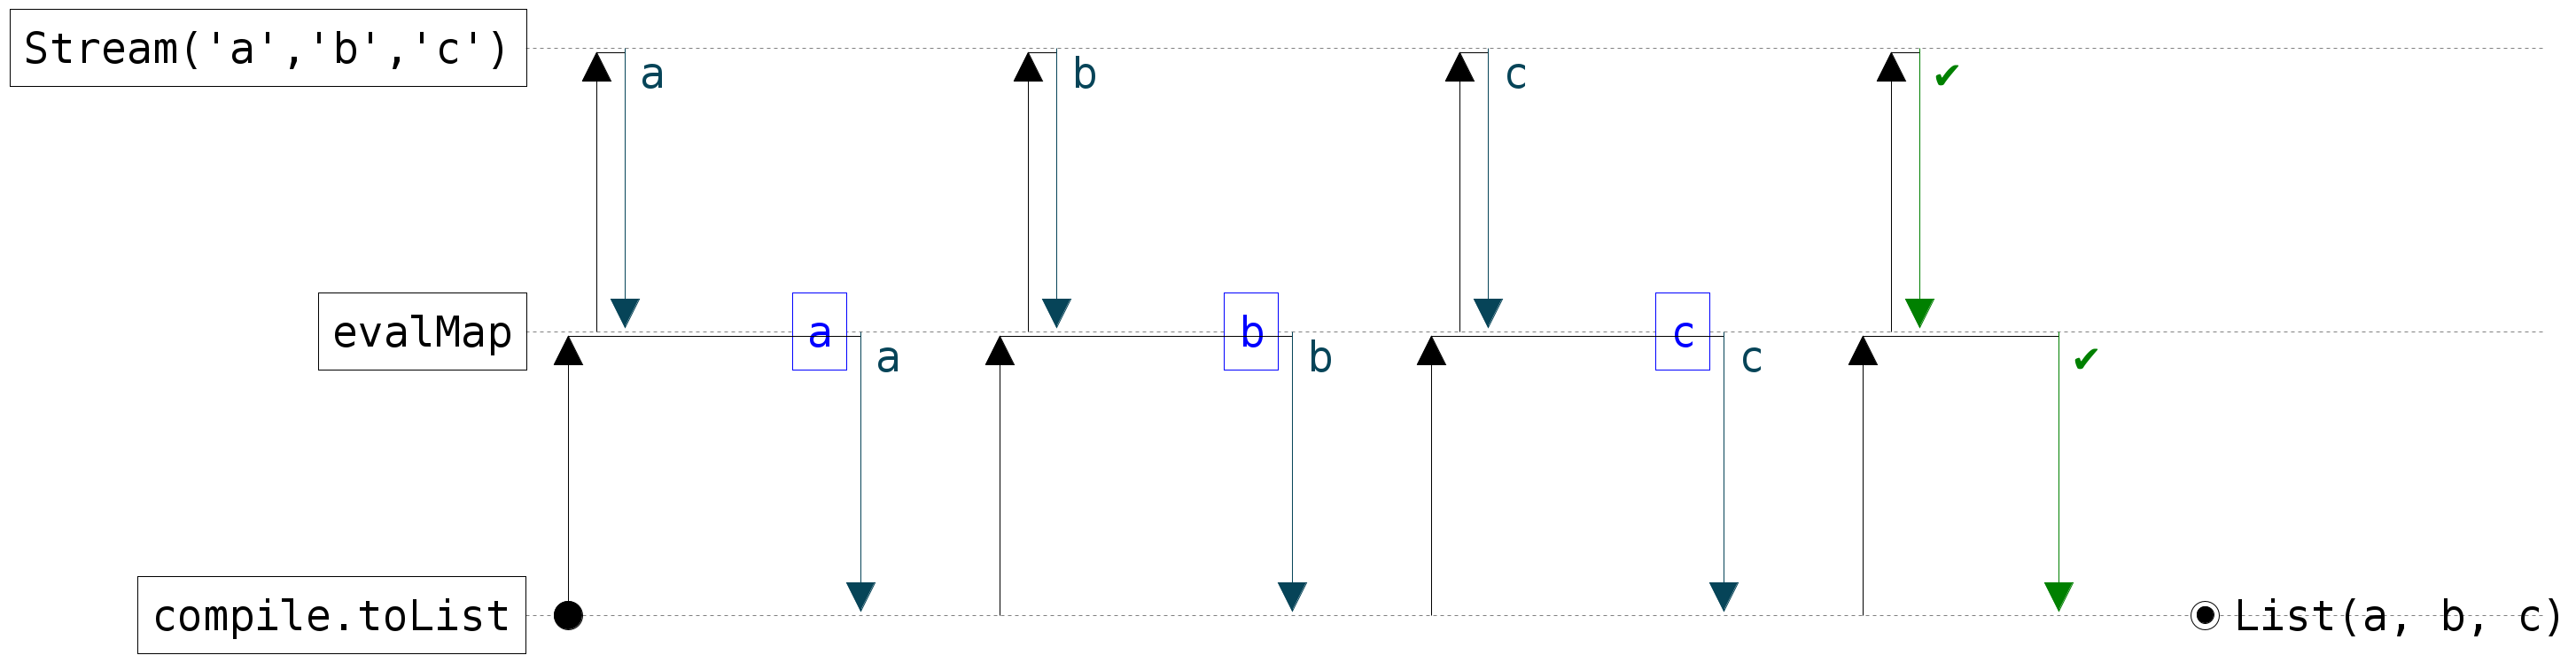 Stream('a','b','c')
a
b
c
✔
evalMap
a
a
b
b
c
c
✔
compile.toList
List(a, b, c)